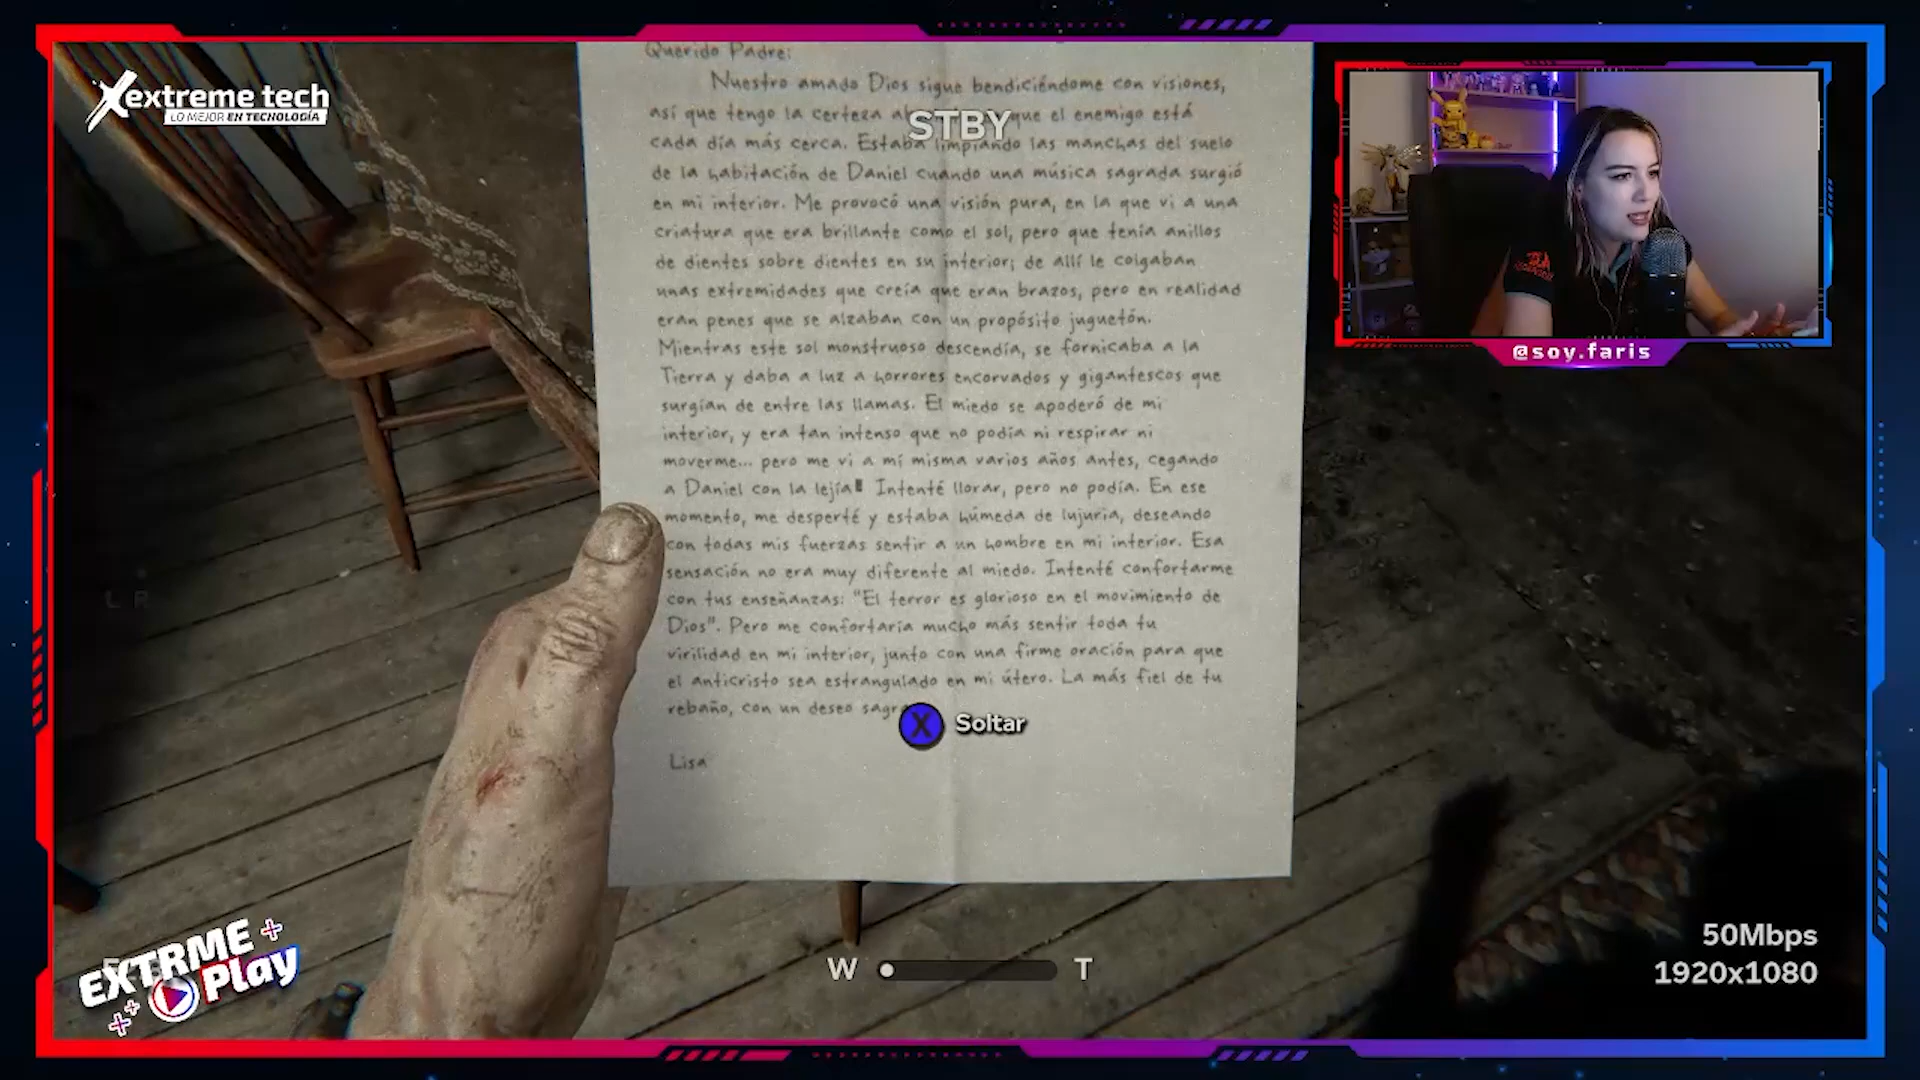 Xextreme tech
LO MEJOR EN TECNOLOGÍA
Querido Padre:
Nuestro amado Dios sigue bendiciéndome con visiones,
así que tengo la certeza que el enemigo está
STBY
cada día más cerca. Estaba limpiando las manchas del suelo
de la habitación de Daniel cuando una música sagrada surgió
en mi interior. Me provocó una visión pura, en la que vi a una
criatura que era brillante como el sol, pero que tenía anillos
de dientes sobre dientes en su interior; de allí le colgaban
unas extremidades que creía que eran brazos, pero en realidad
eran penes que se alzaban con un propósito juguetón.
Mientras este sol monstruoso descendía, se fornicaba a la
Tierra y daba a luz a horrores encorvados y gigantescos que
surgían de entre las llamas. El miedo se apoderó de mi
interior, y era tan intenso que no podía ni respirar ni
moverme... pero me vi a mí misma varios años antes, cegando
a Daniel con la lejía Intenté llorar, pero no podía. En ese
momento, me desperté y estaba húmeda de lujuria, deseando
con todas mis fuerzas sentir a un hombre en mi interior. Esa
sensación no era muy diferente al miedo. Intenté confortarme
con tus enseñanzas: "El terror es glorioso en el movimiento de
Dios". Pero me confortaría mucho más sentir toda tu
virilidad en mi interior, junto con una firme oración para que
el anticristo sea estrangulado en mi útero. La más fiel de tu
rebaño, con un deseo
X Soltar
Lisa
@soy.faris
L R
EXTRME
Play
W T
50Mbps
1920x1080